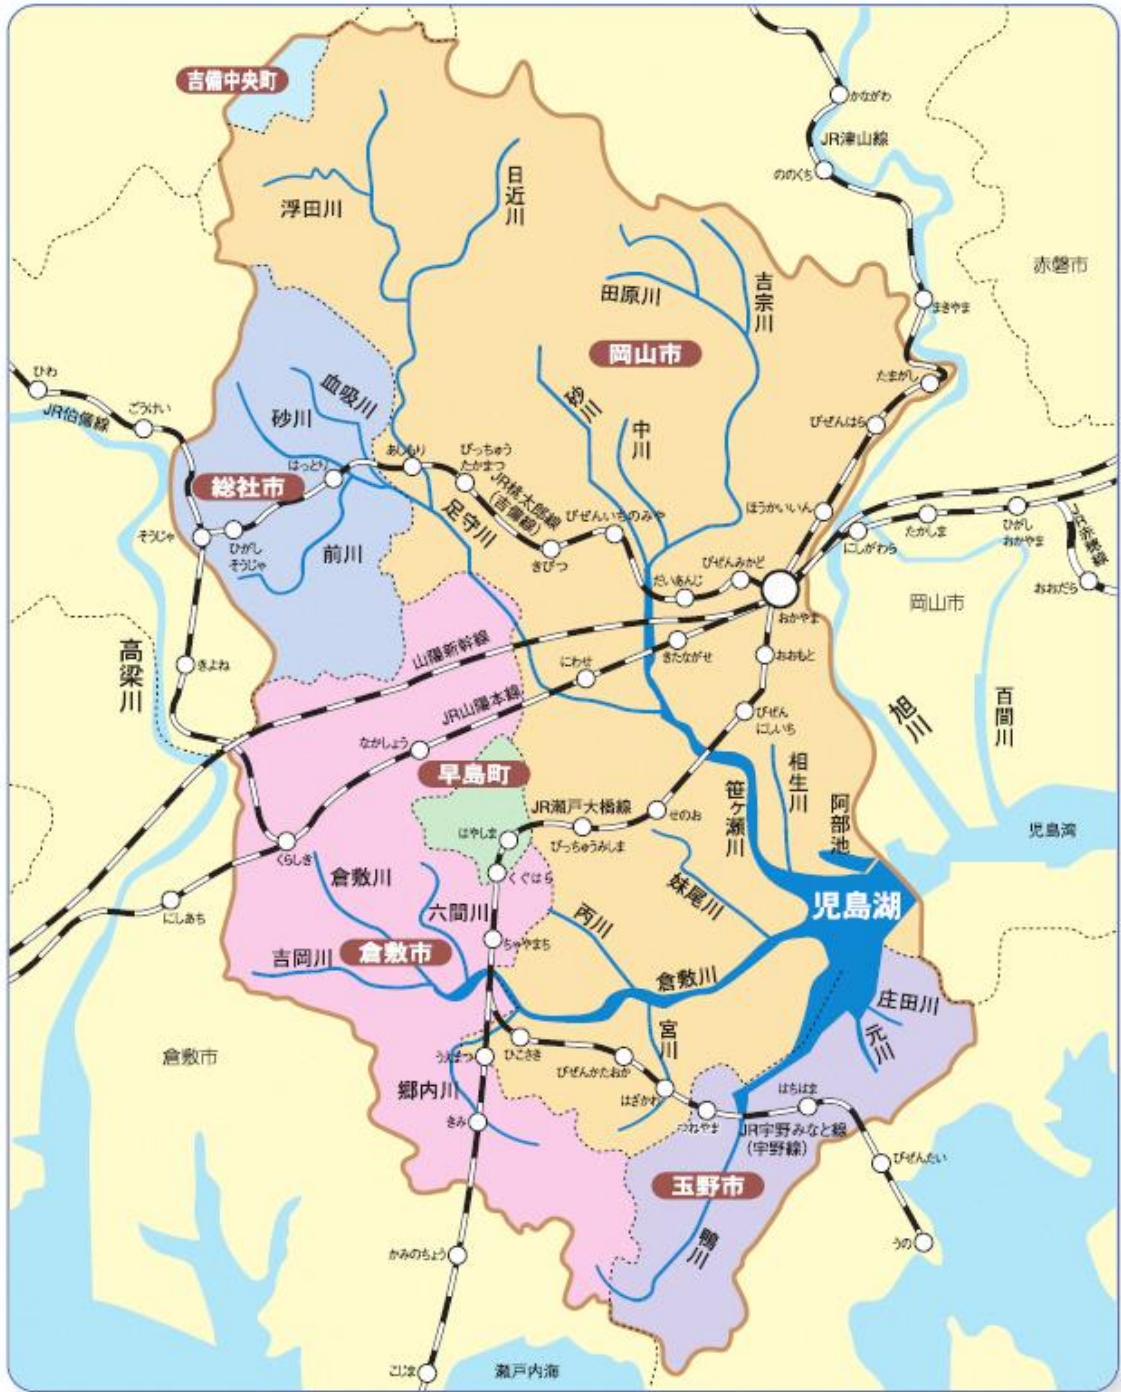 吉備中央町
かながわ
JR津山線
ののくち
日近川
浮田川
赤磐市
田原川
吉宗川
まきやま
岡山市
ひわ
JR伯備線
ごうけい
血吸川
砂川
砂川
中川
たまがし
びぜんはら
はっとり
あしもり
びっちゅう
たかまつ
総社市
JR桃太郎線
(吉備線)
足守川
びぜんいちのみや
ほうかいいん
そうじゃ
ひがし
そうじゃ
前川
きびつ
にしがわら
たかしま
ひがし
おかやま
JR赤穂線
だいあんじ
びぜんみかど
おかやま
おおだら
岡山市
高梁川
きよね
山陽新幹線
にわせ
きたながせ
おおもと
JR山陽本線
びぜん
にしいち
旭川
百間川
なかしょう
早島町
JR瀬戸大橋線
せのお
笹ヶ瀬川
相生川
阿部池
児島湾
くらしき
はやしま
びっちゅうみしま
にしあち
倉敷川
くぐはら
妹尾川
児島湖
六間川
丙川
吉岡川
倉敷市
ちゃやまち
倉敷川
庄田川
元川
倉敷市
うえまつ
ひこさき
宮川
びぜんかたおか
郷内川
きみ
はざかわ
つねやま
はちはま
JR宇野みなと線
(宇野線)
びぜんたい
玉野市
うの
鴨川
かみのちょう
こじま
瀬戸内海